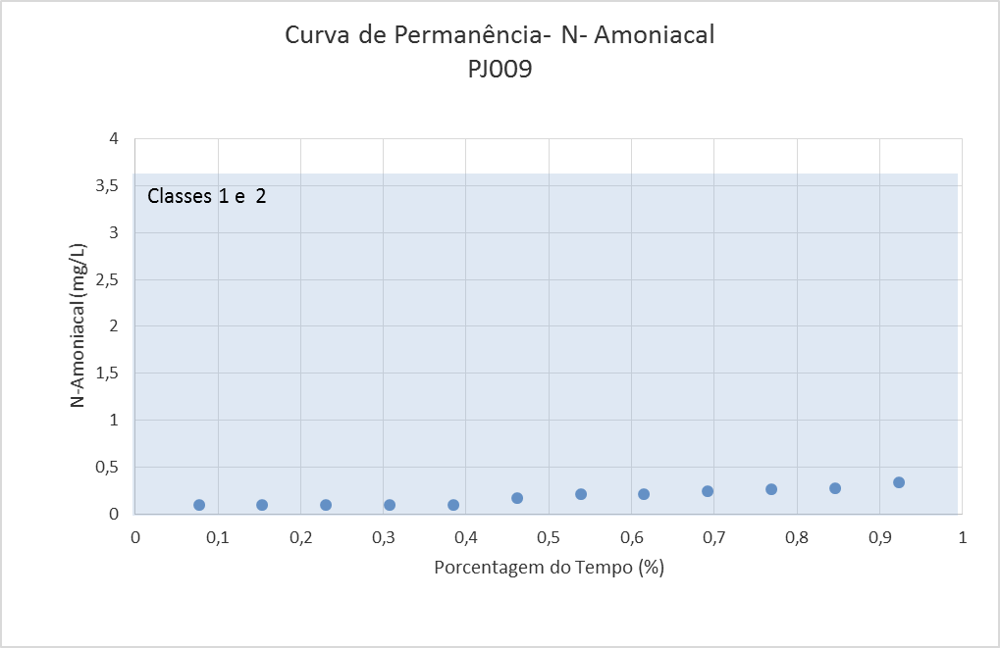 Curva de Permanência- N- Amoniacal
PJ009
4
3,5
3
2,5
2
1,5
1
0,5
0
Classes 1 e  2
N-Amoniacal (mg/L)
0 0,1 0,2 0,3 0,4 0,5 0,6 0,7 0,8 0,9 1
Porcentagem do Tempo (%)